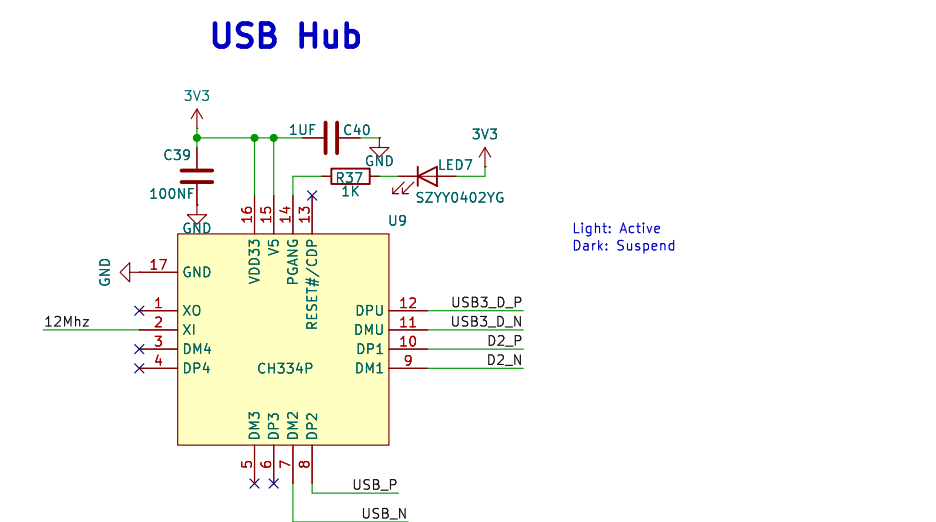 USB Hub
3V3
1UF
C40
3V3
GND
C39
LED7
R37
1K
100NF
SZYY0402YG
GND
16
15
14
13
U9
VDD33
V5
PGANG
RESET#/CDP
Light: Active
Dark: Suspend
GND
17
GND
1
XO
DPU
12
USB3_D_P
12Mhz
2
XI
DMU
11
USB3_D_N
3
DM4
DP1
10
D2_P
4
DP4
CH334P
DM1
9
D2_N
DM3
DP3
DM2
DP2
5
6
7
8
USB_P
USB_N